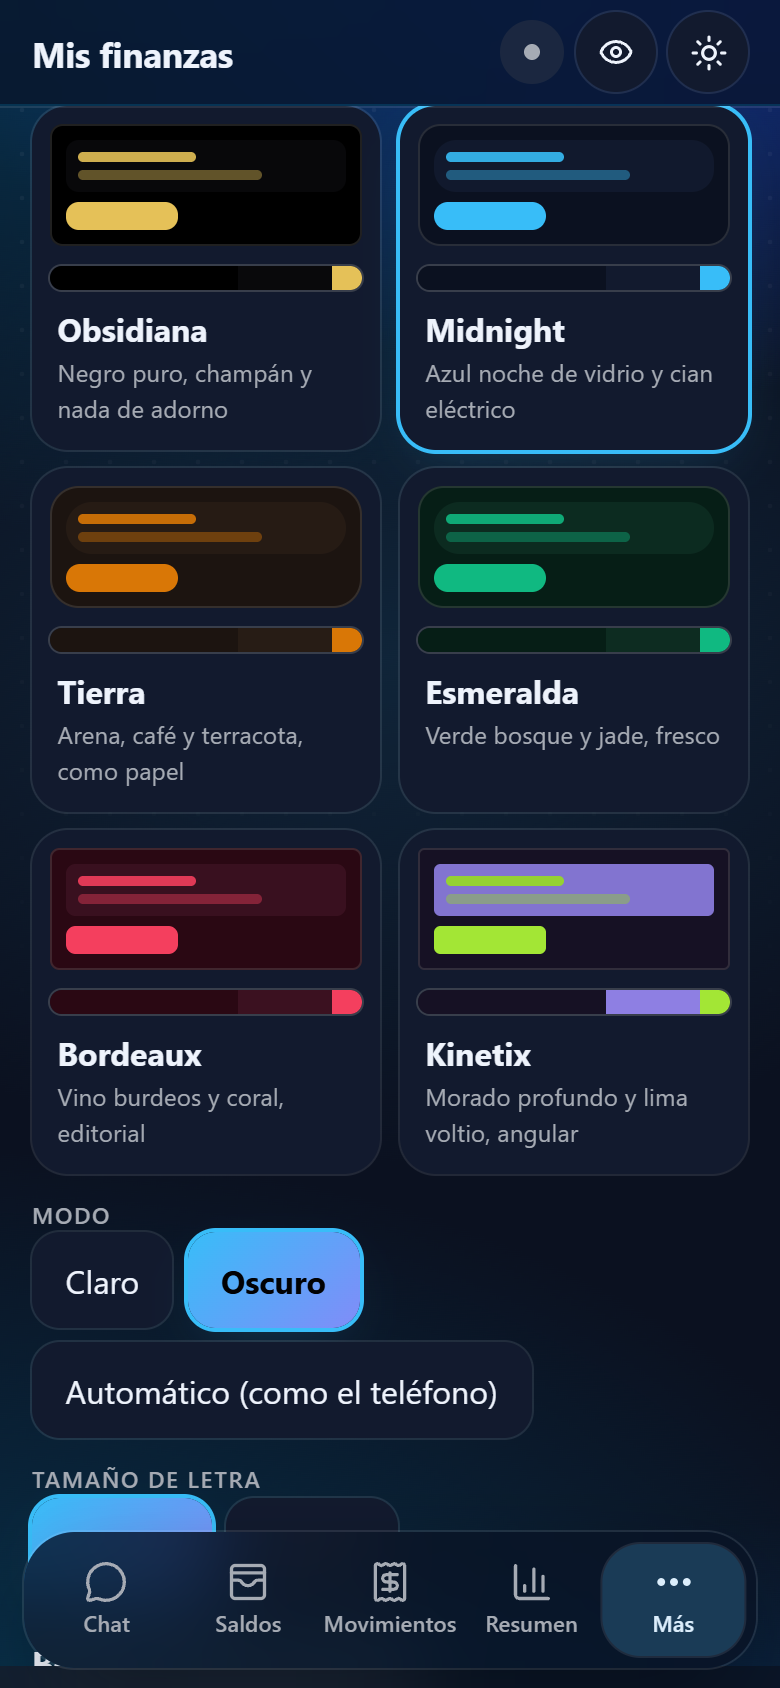 Mis finanzas
Obsidiana
Negro puro, champán y
nada de adorno
Midnight
Azul noche de vidrio y cian
eléctrico
Tierra
Arena, café y terracota,
como papel
Esmeralda
Verde bosque y jade, fresco
Bordeaux
Vino burdeos y coral,
editorial
Kinetix
Morado profundo y lima
voltio, angular
MODO
Claro
Oscuro
Automático (como el teléfono)
TAMAÑO DE LETRA
Chat
Saldos
Movimientos
Resumen
Más